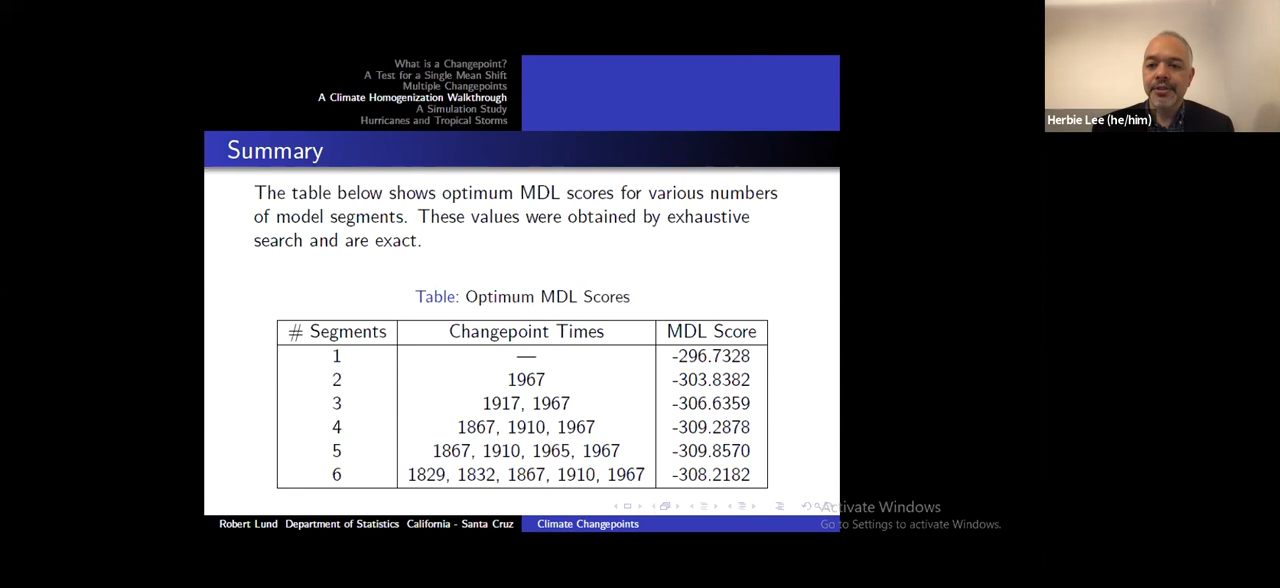 What is a Changepoint?
A Test for a Single Mean Shift
Multiple Changepoints
A Climate Homogenization Walkthrough
A Simulation Study
Hurricanes and Tropical Storms
Herbie Lee (he/him)
Summary
The table below shows optimum MDL scores for various numbers
of model segments. These values were obtained by exhaustive
search and are exact.
Table: Optimum MDL Scores
# Segments Changepoint Times MDL Score
1 — -296.7328
2 1967 -303.8382
3 1917, 1967 -306.6359
4 1867, 1910, 1967 -309.2878
5 1867, 1910, 1965, 1967 -309.8570
6 1829, 1832, 1867, 1910, 1967 -308.2182
Activate Windows
Go to Settings to activate Windows.
Robert Lund Department of Statistics California - Santa Cruz Climate Changepoints